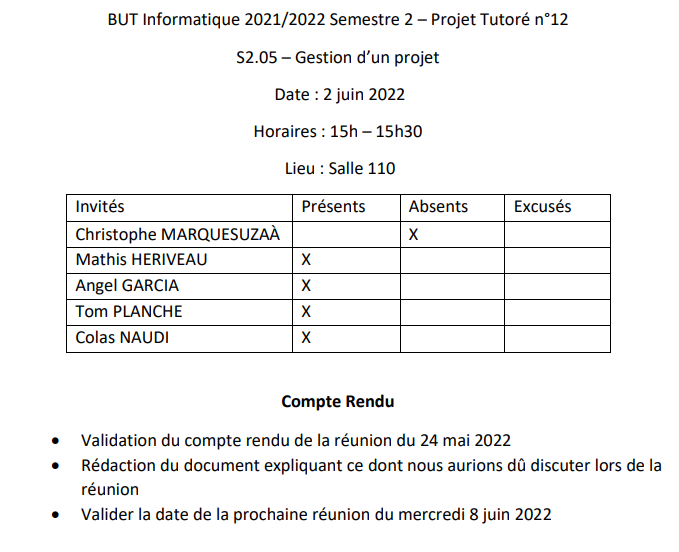 BUT Informatique 2021/2022 Semestre 2 – Projet Tutoré n°12
S2.05 – Gestion d’un projet
Date : 2 juin 2022
Horaires : 15h – 15h30
Lieu : Salle 110
Invités Présents Absents Excusés
Christophe MARQUESUZAÀ X
Mathis HERIVEAU X
Angel GARCIA X
Tom PLANCHE X
Colas NAUDI X
Compte Rendu
• Validation du compte rendu de la réunion du 24 mai 2022
• Rédaction du document expliquant ce dont nous aurions dû discuter lors de la
réunion
• Valider la date de la prochaine réunion du mercredi 8 juin 2022